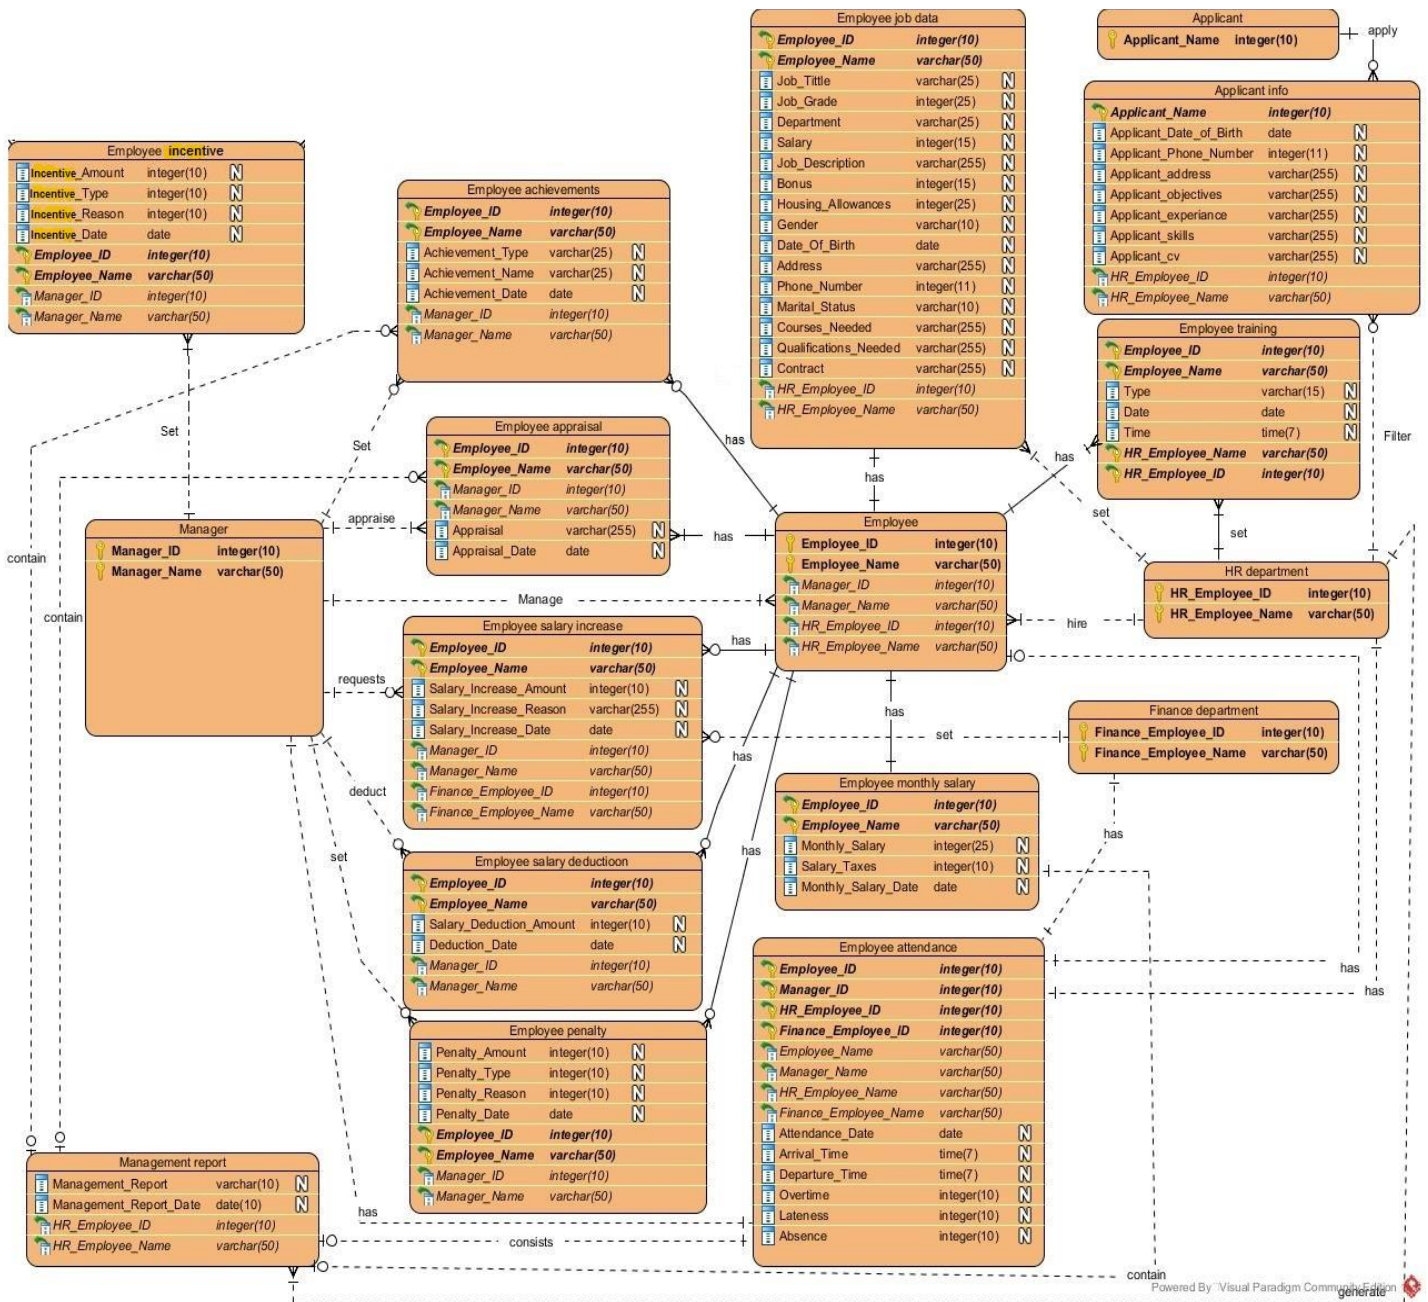 Employee job data
Employee_ID integer(10)
Employee_Name varchar(50)
Job_Tittle varchar(25) N
Job_Grade integer(25) N
Department varchar(25) N
Salary integer(15) N
Job_Description varchar(255) N
Bonus integer(15) N
Housing_Allowances integer(25) N
Gender varchar(10) N
Date_Of_Birth date N
Address varchar(255) N
Phone_Number integer(11) N
Marital_Status varchar(10) N
Courses_Needed varchar(255) N
Qualifications_Needed varchar(255) N
Contract varchar(255) N
HR_Employee_ID integer(10)
HR_Employee_Name varchar(50)
Applicant
Applicant_Name integer(10)
apply
Applicant info
Applicant_Name integer(10)
Applicant_Date_of_Birth date N
Applicant_Phone_Number integer(11) N
Applicant_address varchar(255) N
Applicant_objectives varchar(255) N
Applicant_experiance varchar(255) N
Applicant_skills varchar(255) N
Applicant_cv varchar(255) N
HR_Employee_ID integer(10)
HR_Employee_Name varchar(50)
Employee incentive
Incentive_Amount integer(10) N
Incentive_Type integer(10) N
Incentive_Reason integer(10) N
Incentive_Date date N
Employee_ID integer(10)
Employee_Name varchar(50)
Manager_ID integer(10)
Manager_Name varchar(50)
Employee achievements
Employee_ID integer(10)
Employee_Name varchar(50)
Achievement_Type varchar(25) N
Achievement_Name varchar(25) N
Achievement_Date date N
Manager_ID integer(10)
Manager_Name varchar(50)
Employee training
Employee_ID integer(10)
Employee_Name varchar(50)
Type varchar(15) N
Date date N
Time time(7) N
HR_Employee_Name varchar(50)
HR_Employee_ID integer(10)
Set
Set
has
has
has
Filter
Employee appraisal
Employee_ID integer(10)
Employee_Name varchar(50)
Manager_ID integer(10)
Manager_Name varchar(50)
Appraisal varchar(255) N
Appraisal_Date date N
appraise
has
set
set
contain
contain
Manager
Manager_ID integer(10)
Manager_Name varchar(50)
Manage
Employee
Employee_ID integer(10)
Employee_Name varchar(50)
Manager_ID integer(10)
Manager_Name varchar(50)
HR_Employee_ID integer(10)
HR_Employee_Name varchar(50)
HR department
HR_Employee_ID integer(10)
HR_Employee_Name varchar(50)
hire
Employee salary increase
Employee_ID integer(10)
Employee_Name varchar(50)
Salary_Increase_Amount integer(10) N
Salary_Increase_Reason varchar(255) N
Salary_Increase_Date date N
Manager_ID integer(10)
Manager_Name varchar(50)
Finance_Employee_ID integer(10)
Finance_Employee_Name varchar(50)
has
requests
has
set
has
Finance department
Finance_Employee_ID integer(10)
Finance_Employee_Name varchar(50)
Employee monthly salary
Employee_ID integer(10)
Employee_Name varchar(50)
Monthly_Salary integer(25) N
Salary_Taxes integer(10) N
Monthly_Salary_Date date N
deduct
set
has
has
Employee salary deductioon
Employee_ID integer(10)
Employee_Name varchar(50)
Salary_Deduction_Amount integer(10) N
Deduction_Date date N
Manager_ID integer(10)
Manager_Name varchar(50)
Employee attendance
Employee_ID integer(10)
Manager_ID integer(10)
HR_Employee_ID integer(10)
Finance_Employee_ID integer(10)
Employee_Name varchar(50)
Manager_Name varchar(50)
HR_Employee_Name varchar(50)
Finance_Employee_Name varchar(50)
Attendance_Date date N
Arrival_Time time(7) N
Departure_Time time(7) N
Overtime integer(10) N
Lateness integer(10) N
Absence integer(10) N
has
has
Employee penalty
Penalty_Amount integer(10) N
Penalty_Type integer(10) N
Penalty_Reason integer(10) N
Penalty_Date date N
Employee_ID integer(10)
Employee_Name varchar(50)
Manager_ID integer(10)
Manager_Name varchar(50)
Management report
Management_Report varchar(10) N
Management_Report_Date date(10) N
HR_Employee_ID integer(10)
HR_Employee_Name varchar(50)
has
consists
contain
Powered By Visual Paradigm Community Edition
generate